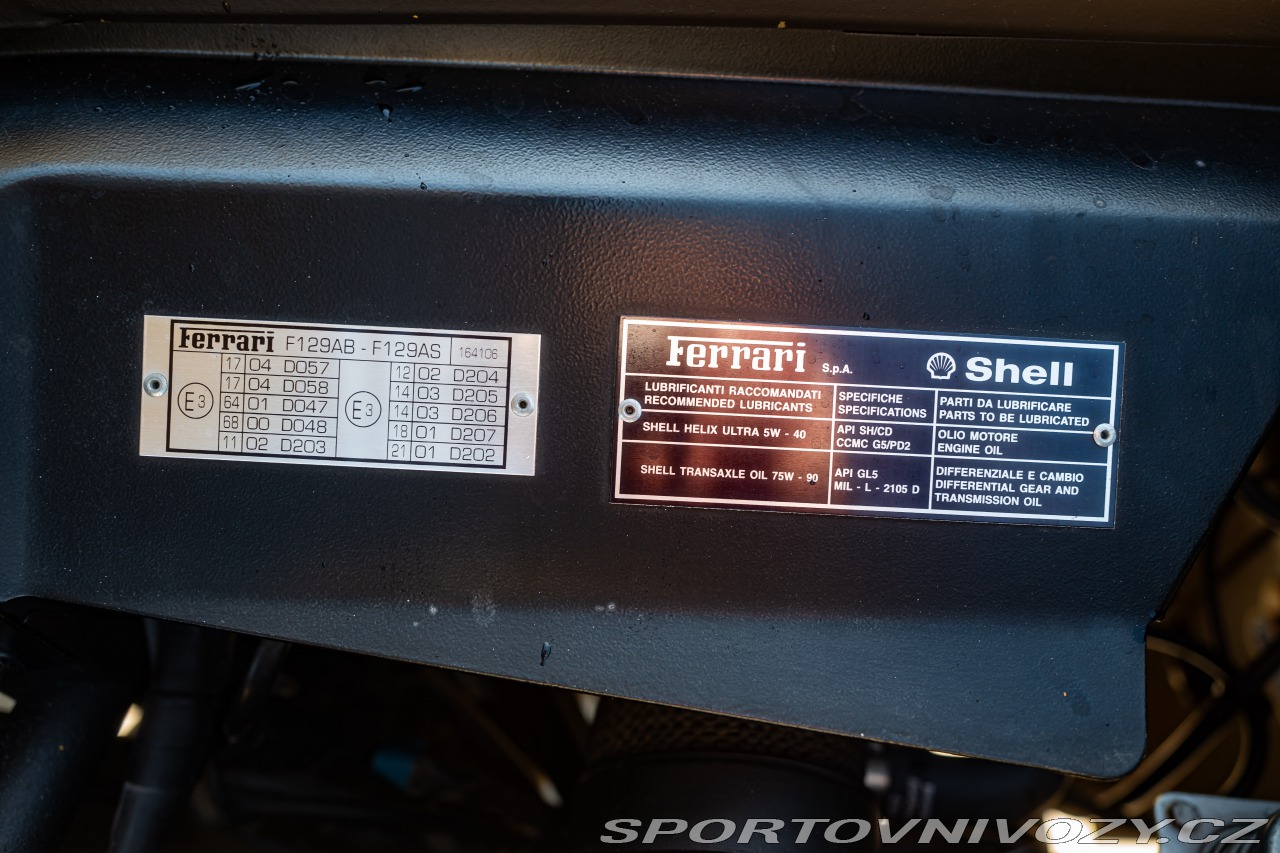 Ferrari F129AB - F129AS 164106
17 04 D057
17 04 D058
64 01 D047
68 00 D048
11 02 D203
E3
E3
12 02 D204
14 03 D205
14 03 D206
18 01 D207
21 01 D202
Ferrari S.p.A. Shell
LUBRIFICANTI RACCOMANDATI
RECOMMENDED LUBRICANTS
SPECIFICHE
SPECIFICATIONS
PARTI DA LUBRIFICARE
PARTS TO BE LUBRICATED
SHELL HELIX ULTRA 5W - 40
API SH/CD
CCMC G5/PD2
OLIO MOTORE
ENGINE OIL
SHELL TRANSAXLE OIL 75W - 90
API GL5
MIL - L - 2105 D
DIFFERENZIALE E CAMBIO
DIFFERENTIAL GEAR AND
TRANSMISSION OIL
SPORTOVNIVOZY.CZ